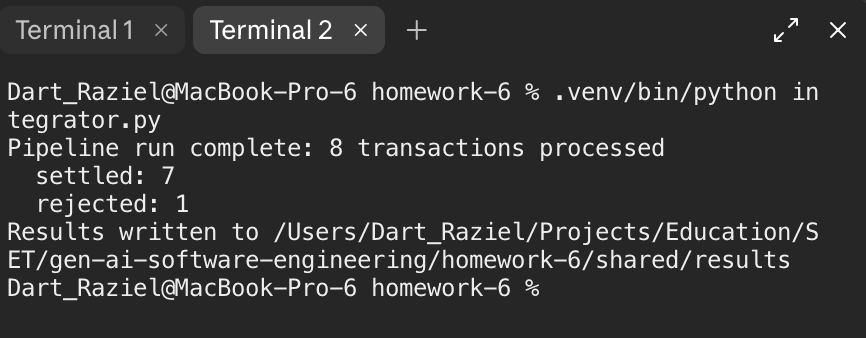 Terminal 1 × Terminal 2 × +
Dart_Raziel@MacBook-Pro-6 homework-6 % .venv/bin/python in
tegrator.py
Pipeline run complete: 8 transactions processed
  settled: 7
  rejected: 1
Results written to /Users/Dart_Raziel/Projects/Education/S
ET/gen-ai-software-engineering/homework-6/shared/results
Dart_Raziel@MacBook-Pro-6 homework-6 %